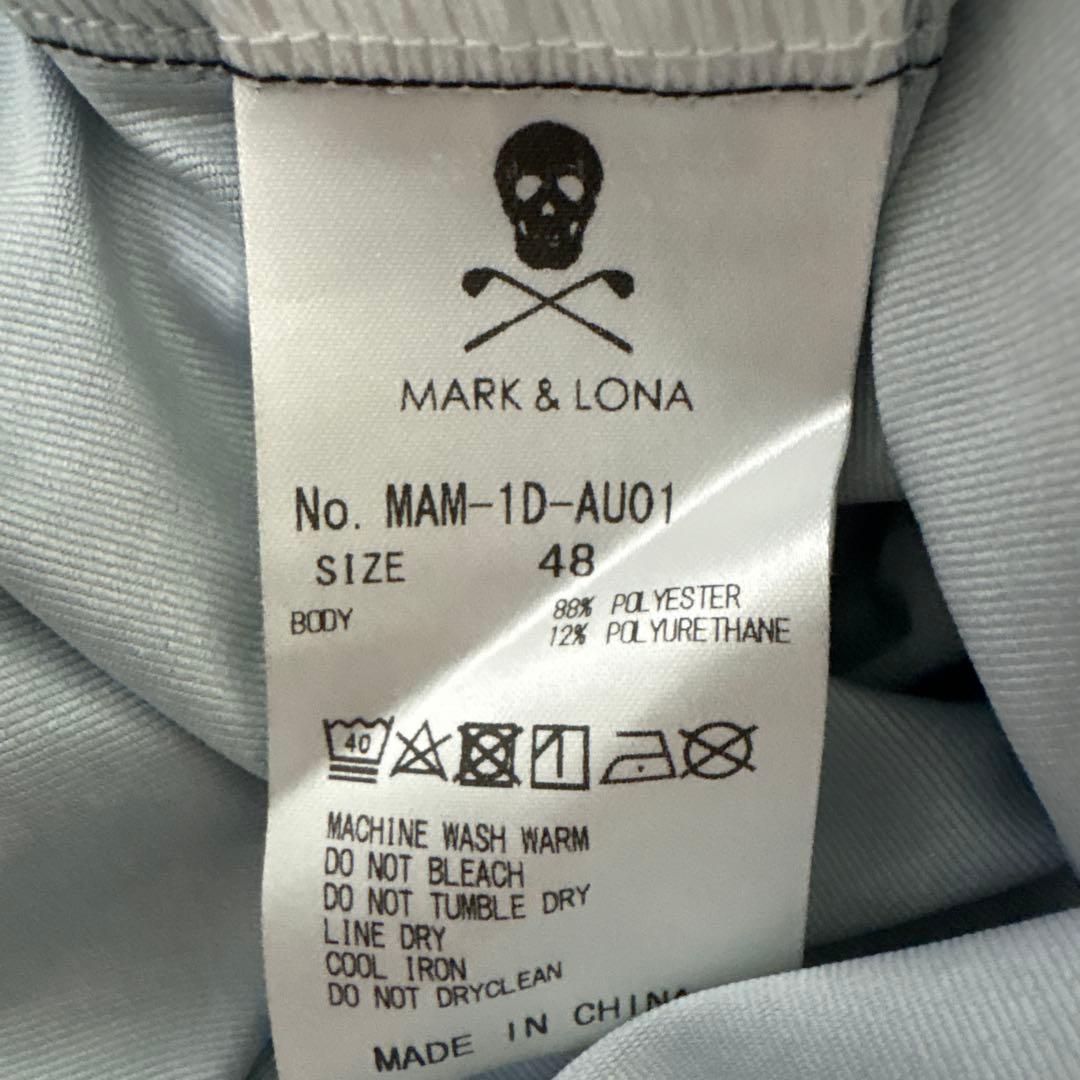 MARK & LONA
No. MAM-1D-AU01
SIZE 48
BODY 88% POLYESTER
12% POLYURETHANE
40
MACHINE WASH WARM
DO NOT BLEACH
DO NOT TUMBLE DRY
LINE DRY
COOL IRON
DO NOT DRYCLEAN
MADE IN CHINA